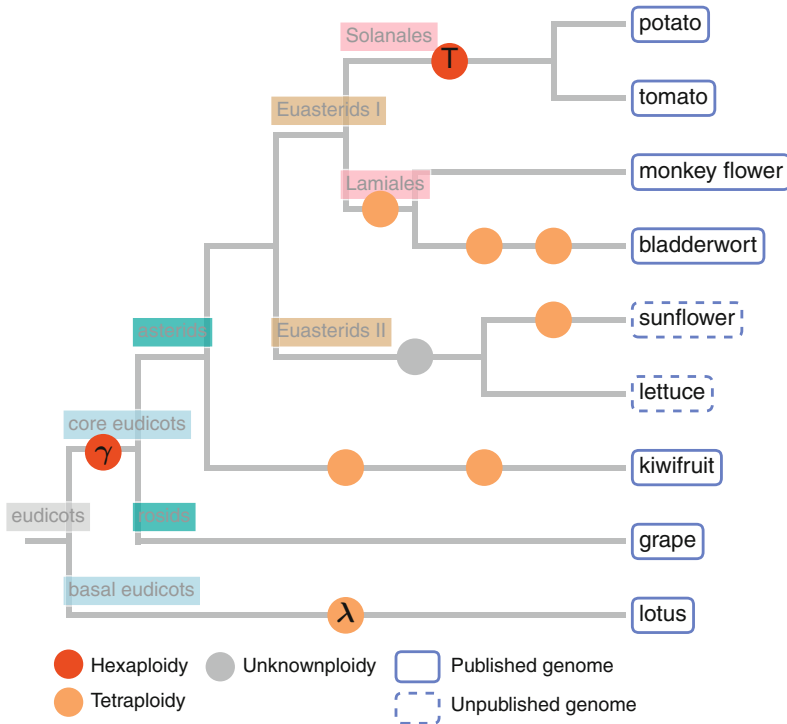 potato
Solanales
T
tomato
Euasterids I
monkey flower
Lamiales
bladderwort
sunflower
asterids
Euasterids II
lettuce
core eudicots
γ
kiwifruit
eudicots
rosids
grape
basal eudicots
λ
lotus
Hexaploidy
Unknownploidy
Published genome
Tetraploidy
Unpublished genome